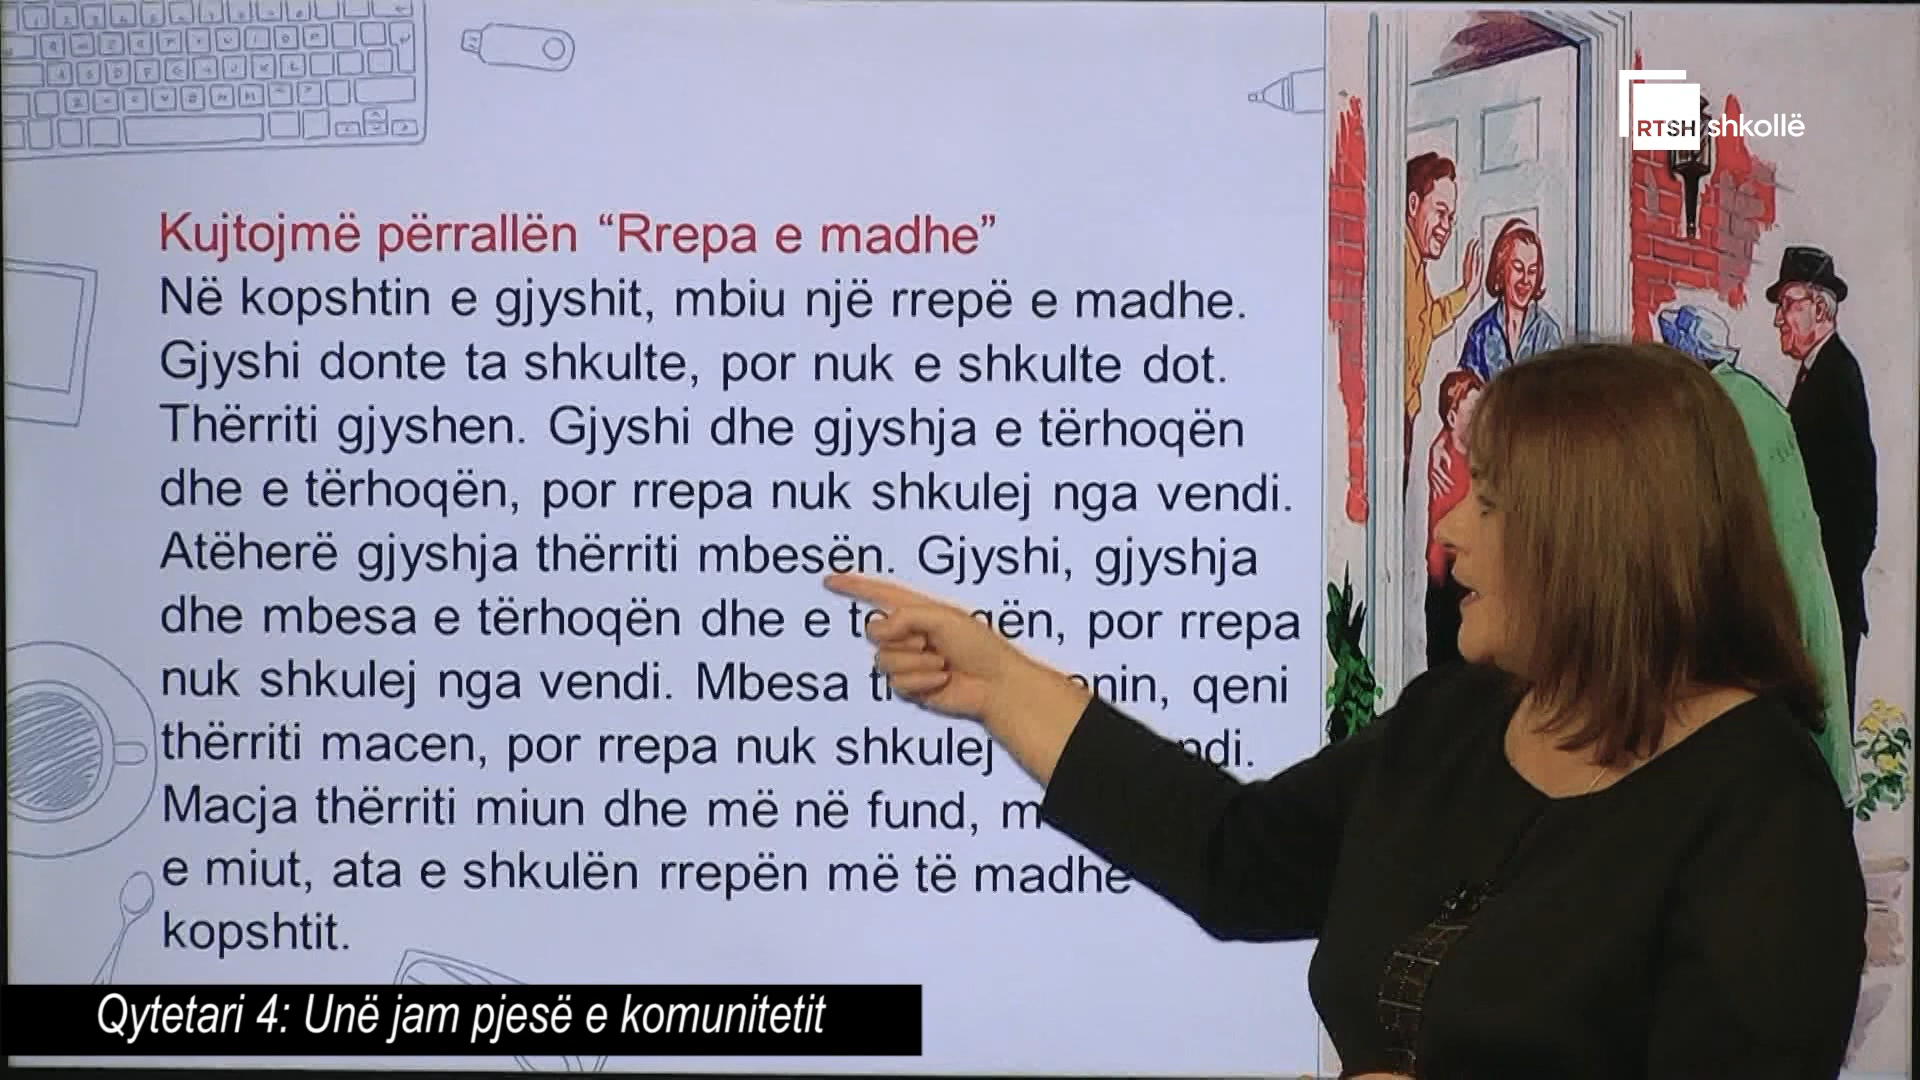 RTSH shkollë
Kujtojmë përrallën “Rrepa e madhe”
Në kopshtin e gjyshit, mbiu një rrepë e madhe.
Gjyshi donte ta shkulte, por nuk e shkulte dot.
Thërriti gjyshen. Gjyshi dhe gjyshja e tërhoqën
dhe e tërhoqën, por rrepa nuk shkulej nga vendi.
Atëherë gjyshja thërriti mbesën. Gjyshi, gjyshja
dhe mbesa e tërhoqën dhe e por rrepa
nuk shkulej nga vendi. Mbesa qeni
thërriti macen, por rrepa nuk shkulej
Macja thërriti miun dhe më në fund,
e miut, ata e shkulën rrepën më të madhe
kopshtit.
Qytetari 4: Unë jam pjesë e komunitetit